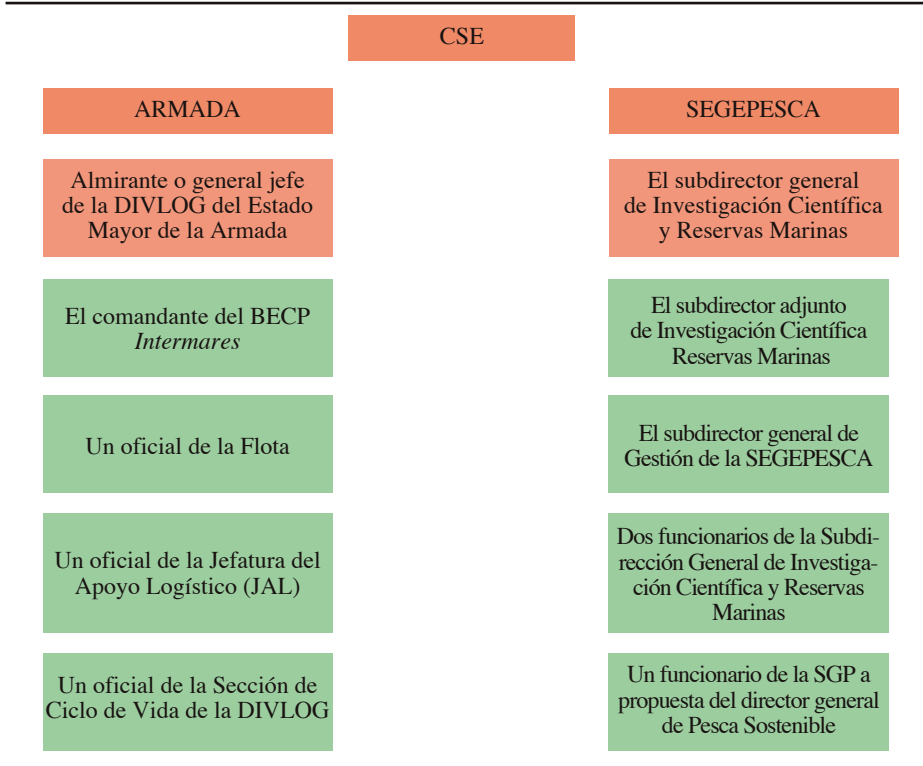 CSE
ARMADA
Almirante o general jefe
de la DIVLOG del Estado
Mayor de la Armada
El comandante del BECP
Intermares
Un oficial de la Flota
Un oficial de la Jefatura del
Apoyo Logístico (JAL)
Un oficial de la Sección de
Ciclo de Vida de la DIVLOG
SEGEPESCA
El subdirector general
de Investigación Científica
y Reservas Marinas
El subdirector adjunto
de Investigación Científica
Reservas Marinas
El subdirector general de
Gestión de la SEGEPESCA
Dos funcionarios de la Subdi-
rección General de Investiga-
ción Científica y Reservas
Marinas
Un funcionario de la SGP a
propuesta del director general
de Pesca Sostenible